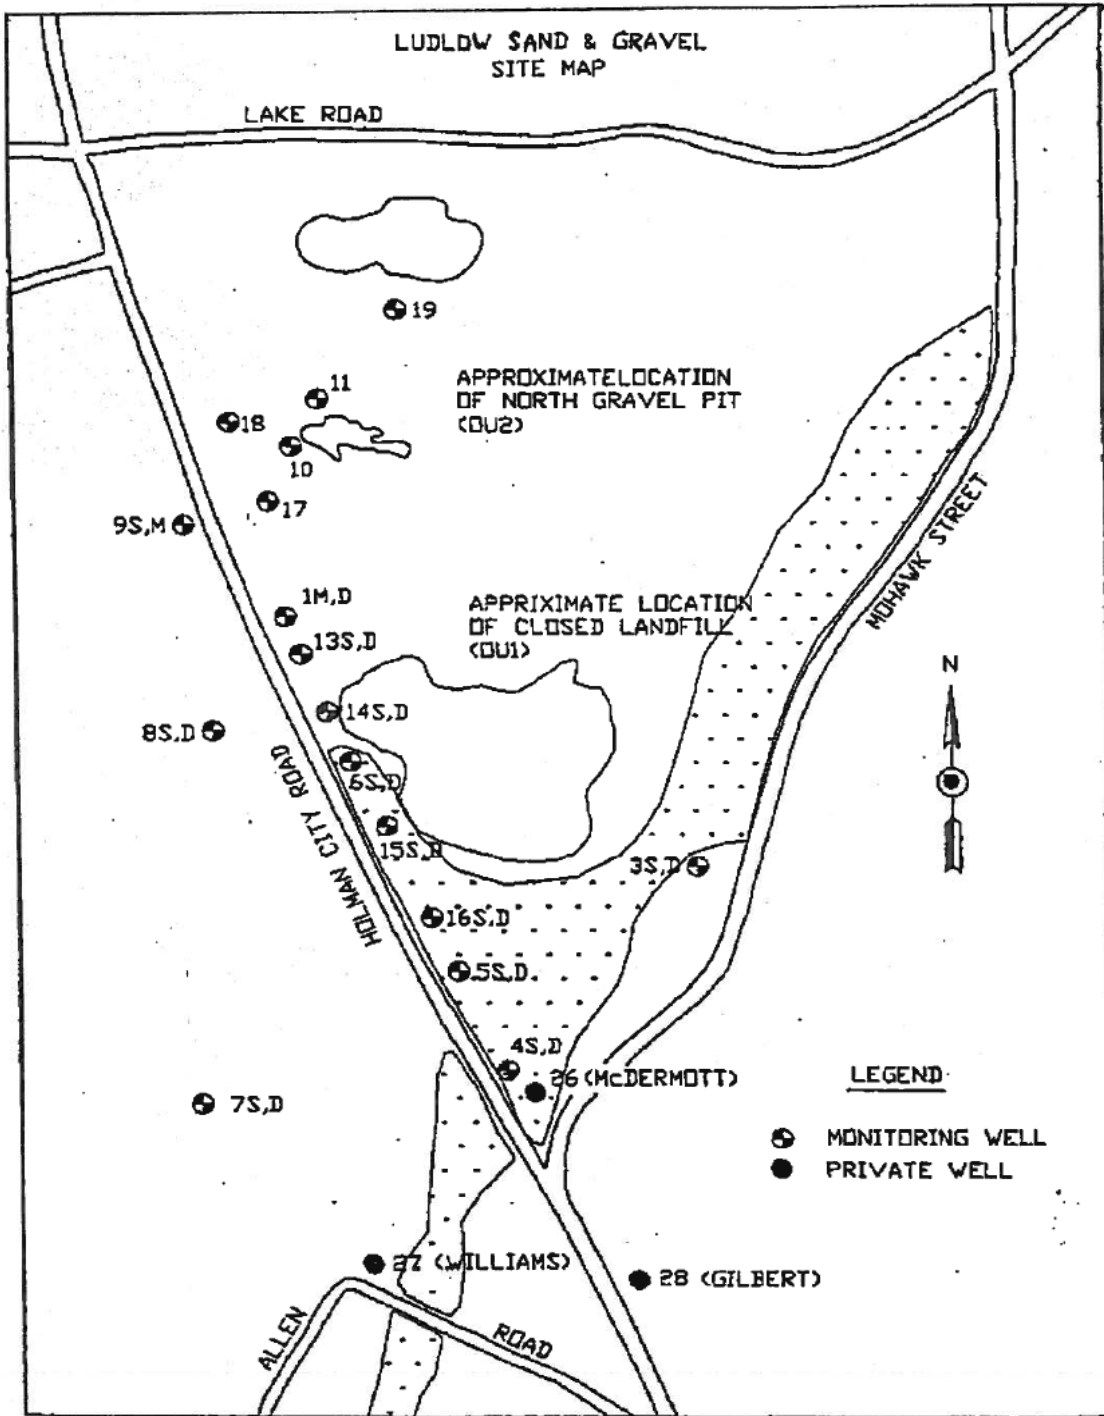 LUDLOW SAND & GRAVEL
SITE MAP
LAKE ROAD
19
APPROXIMATELOCATION
OF NORTH GRAVEL PIT
(OU2)
11
18
10
17
9S,M
MOHAWK STREET
1M,D
APPRIXIMATE LOCATION
OF CLOSED LANDFILL
(OU1)
13S,D
N
14S,D
8S,D
6S,D
HOLMAN CITY ROAD
15S,D
3S,D
16S,D
5S,D
4S,D
26 (McDERMOTT)
LEGEND
7S,D
MONITORING WELL
PRIVATE WELL
27 (WILLIAMS)
28 (GILBERT)
ALLEN ROAD